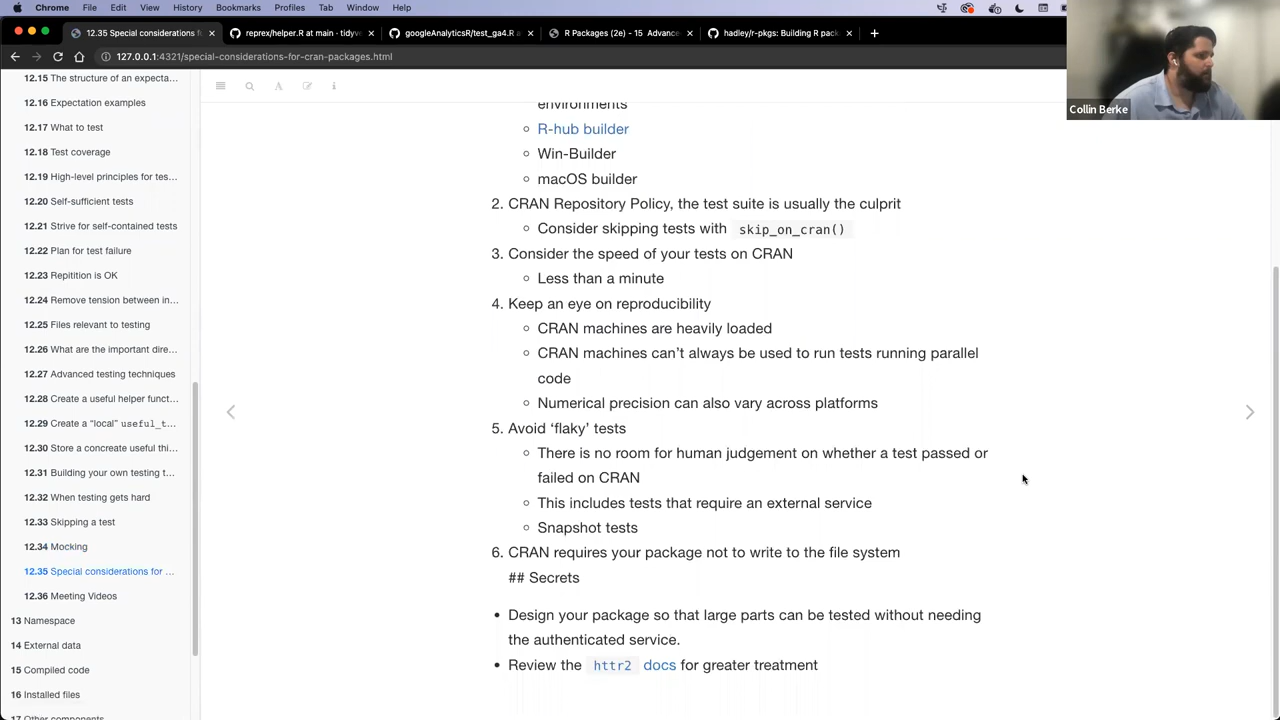 Chrome File Edit View History Bookmarks Profiles Tab Window Help
12.35 Special considerations f
reprex/helper.R at main · tidyve
googleAnalyticsR/test_ga4.R a
R Packages (2e) - 15 Advance
hadley/r-pkgs: Building R packa
127.0.0.1:4321/special-considerations-for-cran-packages.html
Collin Berke
12.15 The structure of an expecta...
12.16 Expectation examples
12.17 What to test
12.18 Test coverage
12.19 High-level principles for tes...
12.20 Self-sufficient tests
12.21 Strive for self-contained tests
12.22 Plan for test failure
12.23 Repitition is OK
12.24 Remove tension between in...
12.25 Files relevant to testing
12.26 What are the important dire...
12.27 Advanced testing techniques
12.28 Create a useful helper funct...
12.29 Create a “local” useful_t...
12.30 Store a concreate useful thi...
12.31 Building your own testing t...
12.32 When testing gets hard
12.33 Skipping a test
12.34 Mocking
12.35 Special considerations for ...
12.36 Meeting Videos
13 Namespace
14 External data
15 Compiled code
16 Installed files
17 Other components
environments
R-hub builder
Win-Builder
macOS builder
2. CRAN Repository Policy, the test suite is usually the culprit
Consider skipping tests with skip_on_cran()
3. Consider the speed of your tests on CRAN
Less than a minute
4. Keep an eye on reproducibility
CRAN machines are heavily loaded
CRAN machines can’t always be used to run tests running parallel
code
Numerical precision can also vary across platforms
5. Avoid ‘flaky’ tests
There is no room for human judgement on whether a test passed or
failed on CRAN
This includes tests that require an external service
Snapshot tests
6. CRAN requires your package not to write to the file system
## Secrets
Design your package so that large parts can be tested without needing
the authenticated service.
Review the httr2 docs for greater treatment